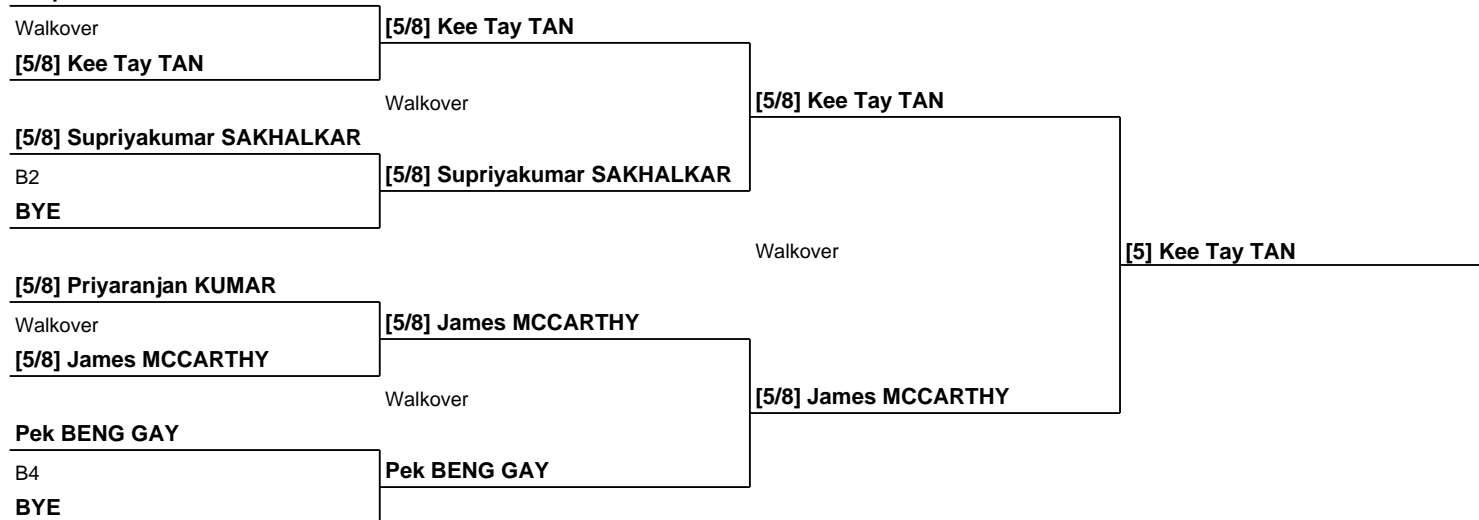 Walkover
[5/8] Kee Tay TAN
[5/8] Kee Tay TAN
Walkover
[5/8] Kee Tay TAN
[5/8] Supriyakumar SAKHALKAR
B2
[5/8] Supriyakumar SAKHALKAR
BYE
Walkover
[5] Kee Tay TAN
[5/8] Priyaranjan KUMAR
Walkover
[5/8] James MCCARTHY
[5/8] James MCCARTHY
Walkover
[5/8] James MCCARTHY
Pek BENG GAY
B4
Pek BENG GAY
BYE